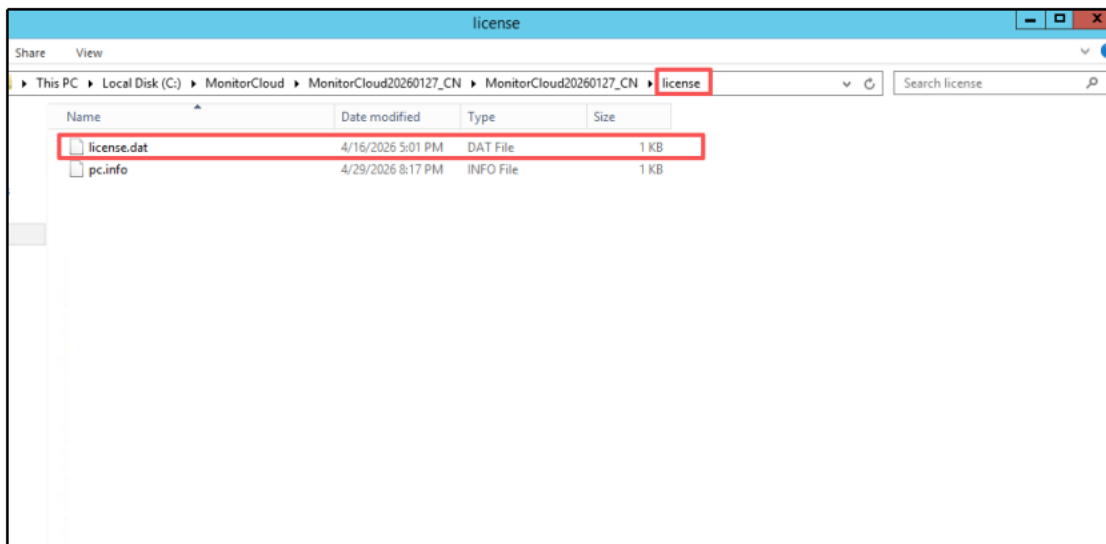 license
Share View
This PC Local Disk (C:) MonitorCloud MonitorCloud20260127_CN MonitorCloud20260127_CN license Search license
Name Date modified Type Size
license.dat 4/16/2026 5:01 PM DAT File 1 KB
pc.info 4/29/2026 8:17 PM INFO File 1 KB